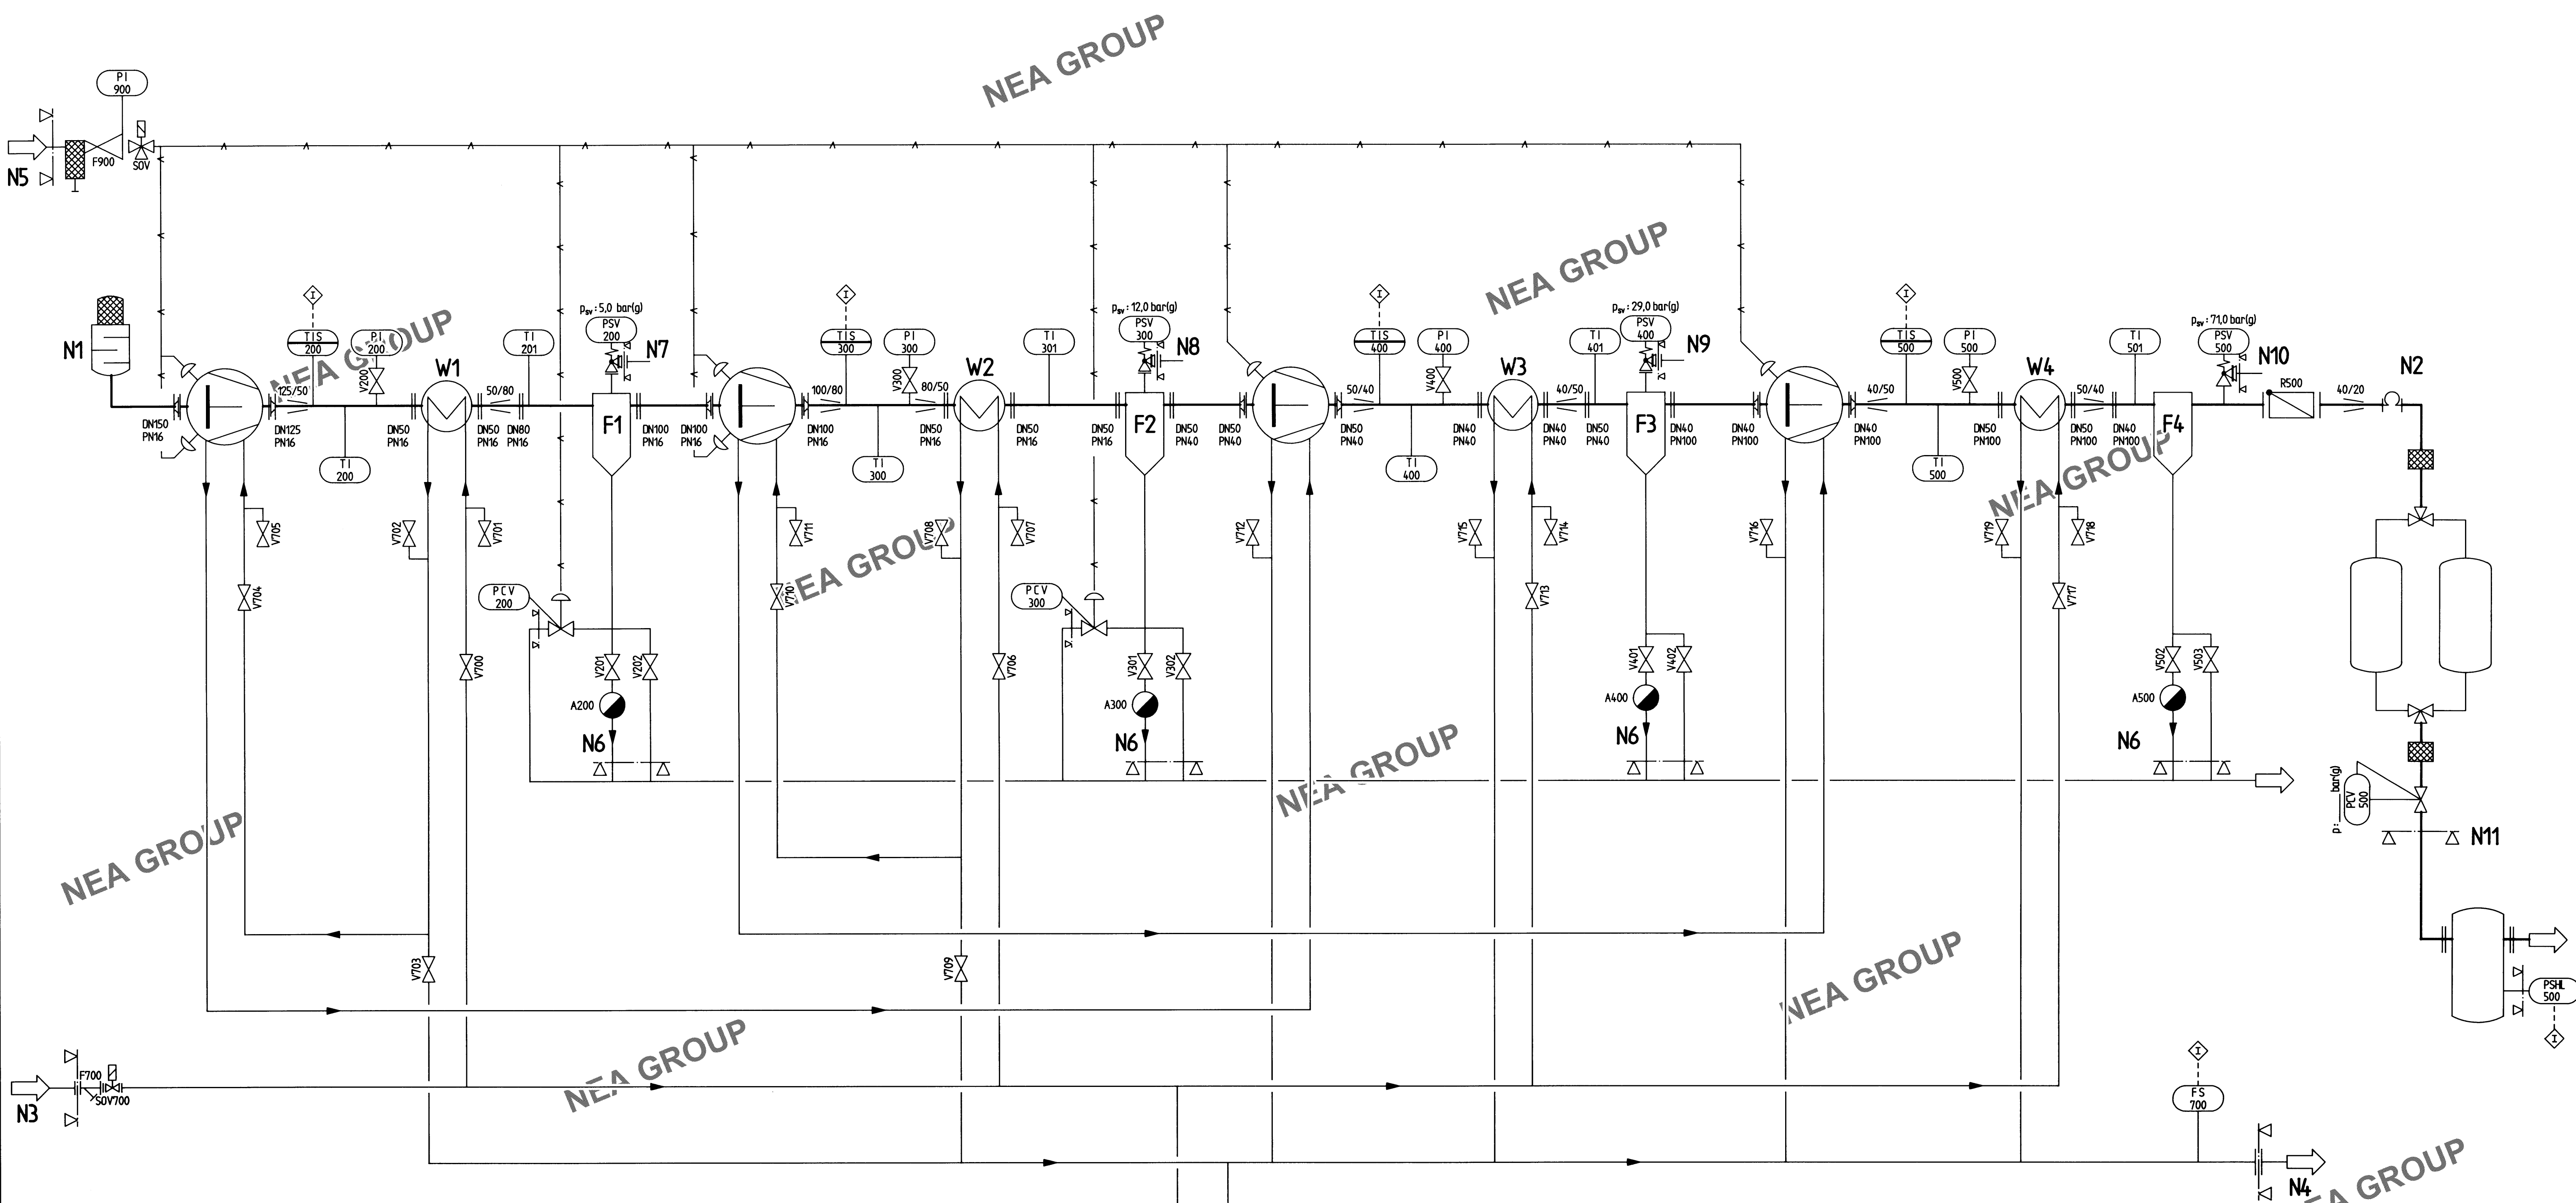 NEA GROUP
PI
900
N5
F900
SOV
N1
DN150
PN16
DN125
PN16
125/50
TIS
200
PI
200
V200
TI
200
NEA GROUP
DN50
PN16
W1
DN50
PN16
50/80
DN80
PN16
TI
201
psv : 5,0 bar(g)
PSV
200
N7
F1
DN100
PN16
DN100
PN16
DN100
PN16
100/80
TIS
300
PI
300
V300
80/50
TI
300
DN50
PN16
W2
DN50
PN16
TI
301
DN50
PN16
psv : 12,0 bar(g)
PSV
300
N8
F2
DN50
PN40
DN50
PN40
DN50
PN40
50/40
TIS
400
PI
400
V400
TI
400
NEA GROUP
DN40
PN40
W3
DN40
PN40
40/50
DN50
PN40
TI
401
psv : 29,0 bar(g)
PSV
400
N9
F3
DN40
PN100
DN40
PN100
DN40
PN100
40/50
TIS
500
PI
500
V500
TI
500
DN50
PN100
W4
DN50
PN100
50/40
DN40
PN100
TI
501
psv : 71,0 bar(g)
PSV
500
N10
F4
R500
40/20
N2
NEA GROUP
V705
V704
V702
V701
V700
PCV
200
V201
V202
A200
N6
V711
V710
NEA GROUP
V708
V707
V706
PCV
300
V301
V302
A300
N6
V712
V715
V714
V713
V401
V402
A400
N6
V716
V719
V718
V717
V502
V503
A500
N6
NEA GROUP
p: ____ bar(g)
PCV
500
N11
NEA GROUP
V703
V709
NEA GROUP
PSHL
500
NEA GROUP
N3
F700
SOV700
FS
700
N4
NEA GROUP